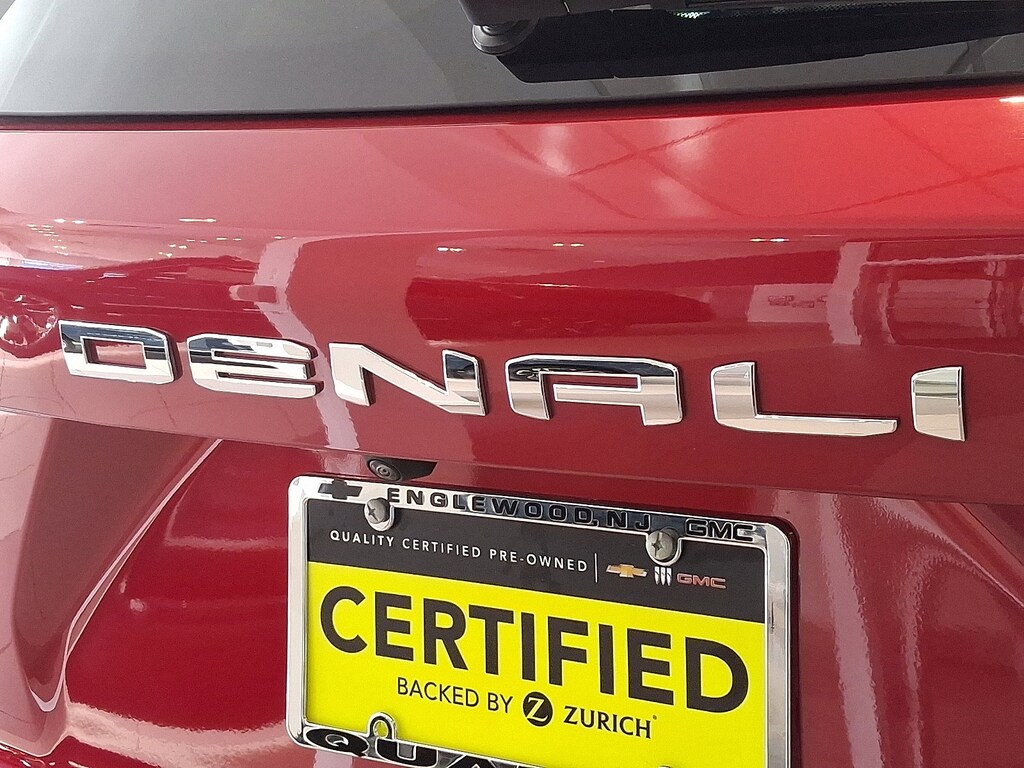 DENALI
ENGLEWOOD, NJ GMC
QUALITY CERTIFIED PRE-OWNED | GMC
CERTIFIED
BACKED BY Z ZURICH®